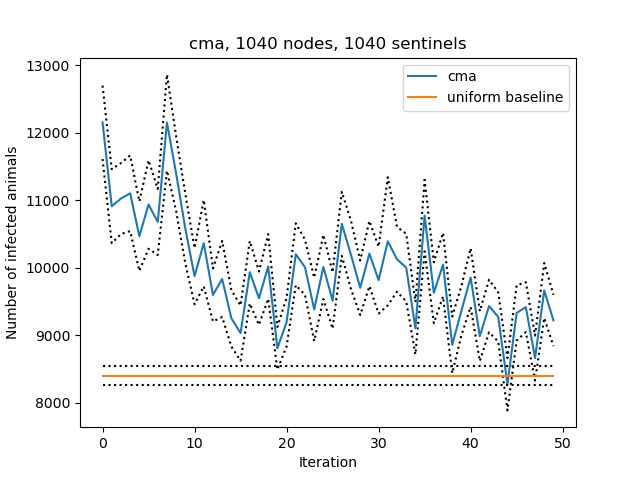 cma, 1040 nodes, 1040 sentinels
cma
uniform baseline
Number of infected animals
13000
12000
11000
10000
9000
8000
0 10 20 30 40 50
Iteration